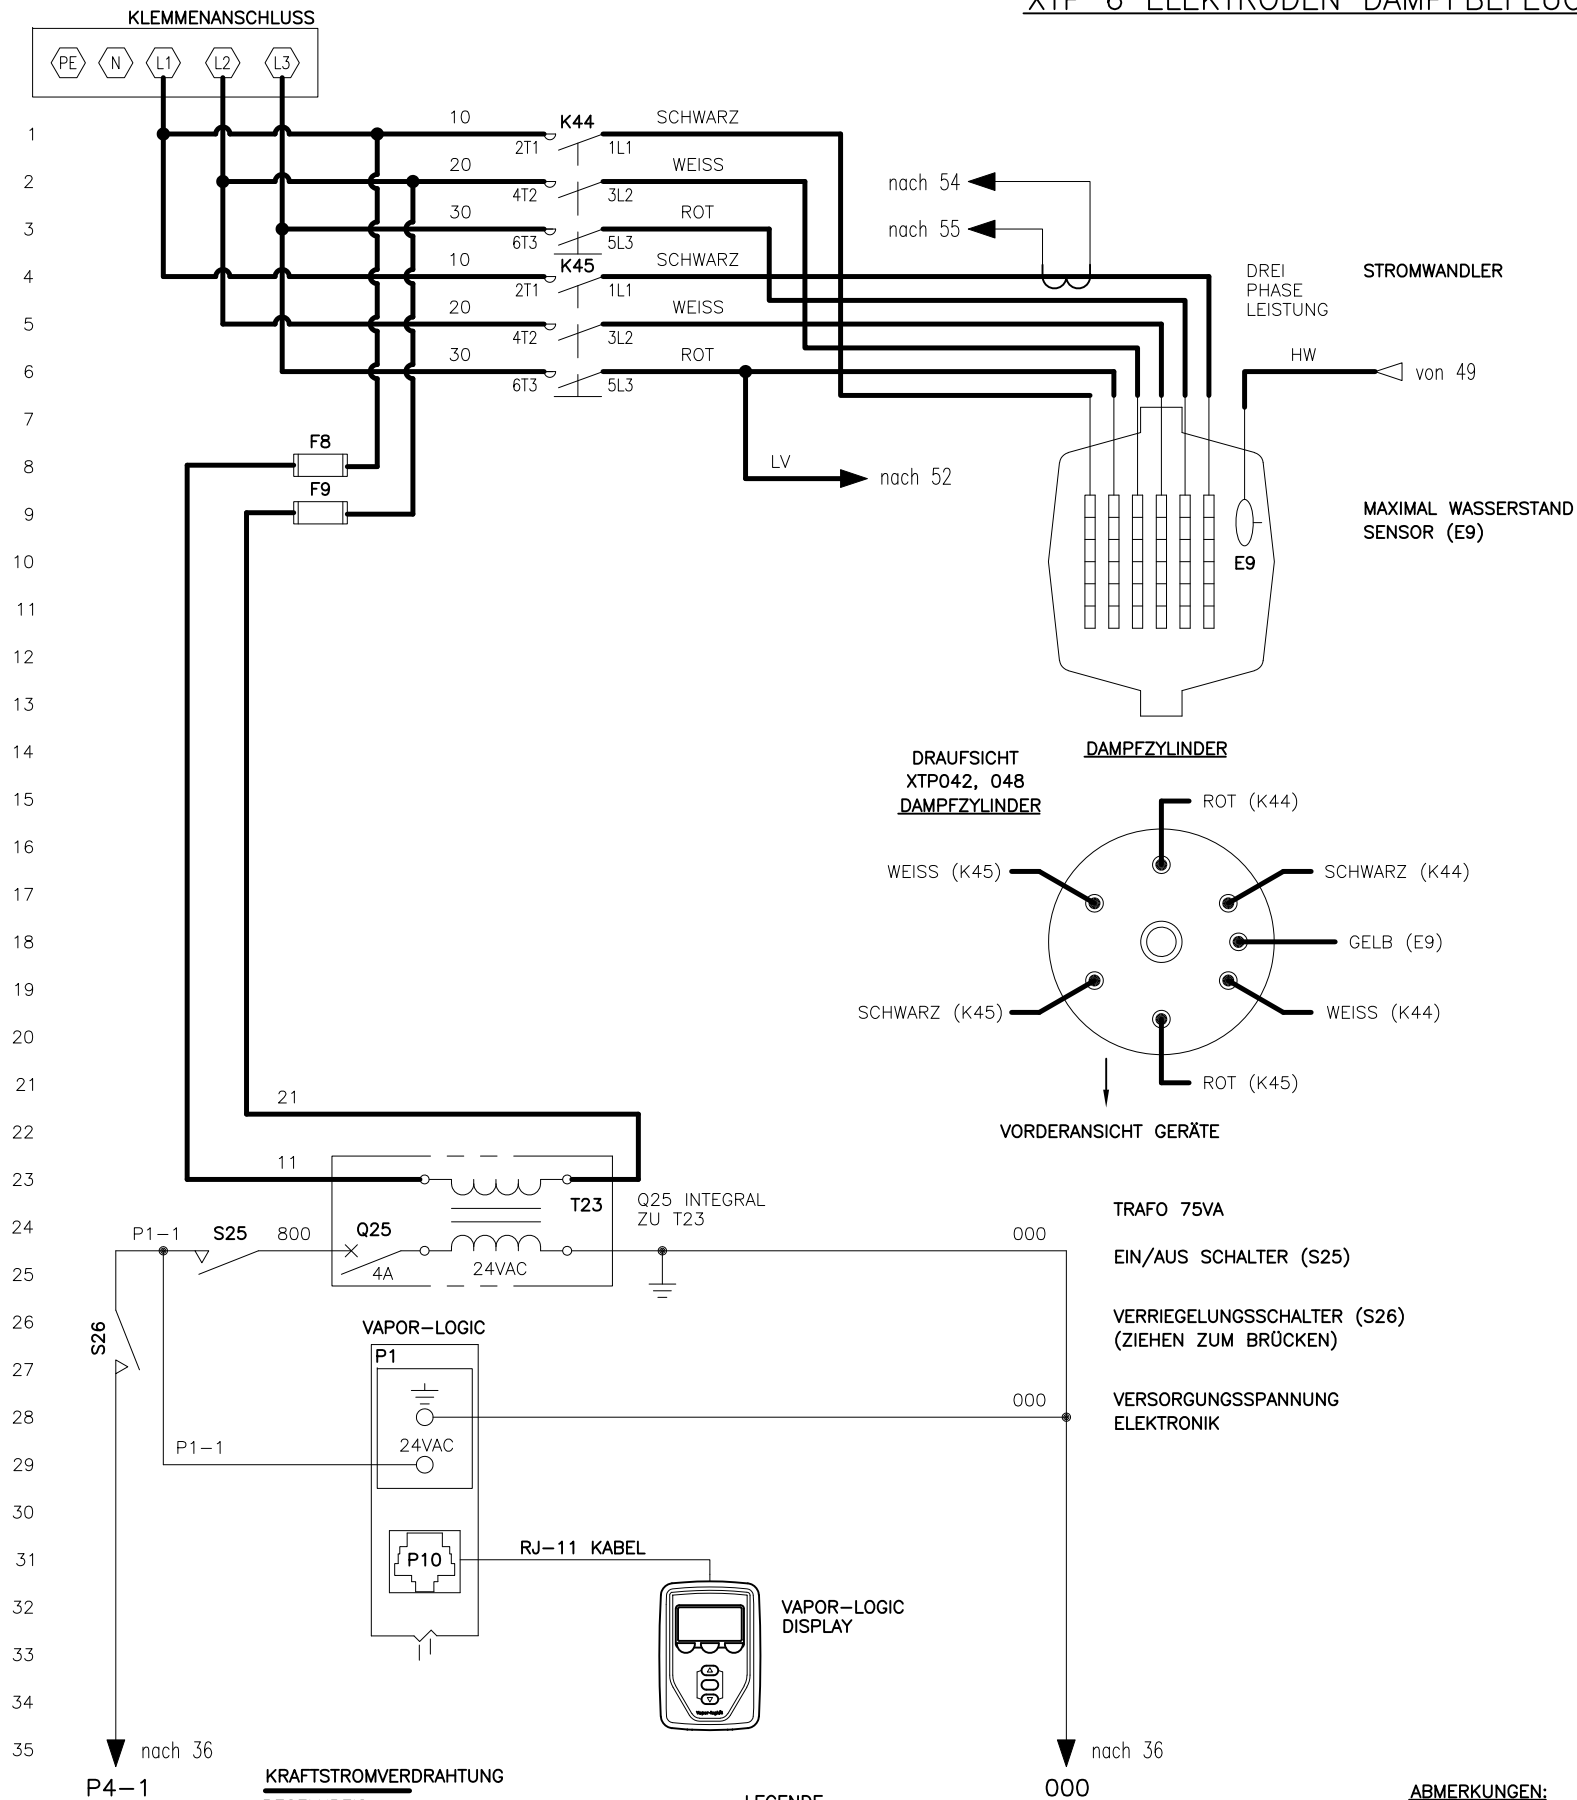 KLEMMENANSCHLUSS
PE N L1 L2 L3
1 10 K44 SCHWARZ
2T1 1L1
2 20 WEISS nach 54
4T2 3L2
3 30 ROT nach 55
6T3 5L3
4 10 K45 SCHWARZ
2T1 1L1
DREI
PHASE
LEISTUNG
STROMWANDLER
5 20 WEISS
4T2 3L2
6 30 ROT HW von 49
6T3 5L3
7
F8
8 LV nach 52
F9
9
MAXIMAL WASSERSTAND
SENSOR (E9)
10 E9
11
12
13
14
DAMPFZYLINDER
DRAUFSICHT
XTP042, 048
DAMPFZYLINDER
15 ROT (K44)
16
WEISS (K45) SCHWARZ (K44)
17
18 GELB (E9)
19
SCHWARZ (K45) WEISS (K44)
20
21 ROT (K45)
21
22 VORDERANSICHT GERÄTE
11
23
T23
Q25 INTEGRAL
ZU T23
TRAFO 75VA
24
P1-1 S25 800 Q25 000
4A 24VAC
25 EIN/AUS SCHALTER (S25)
26 S26
VERRIEGELUNGSSCHALTER (S26)
(ZIEHEN ZUM BRÜCKEN)
VAPOR-LOGIC
P1
27
28 000
VERSORGUNGSSPANNUNG
ELEKTRONIK
P1-1 24VAC
29
30
31 P10 RJ-11 KABEL
32
VAPOR-LOGIC
DISPLAY
33
34
35 nach 36 nach 36
P4-1 000
KRAFTSTROMVERDRAHTUNG
ABMERKUNGEN: